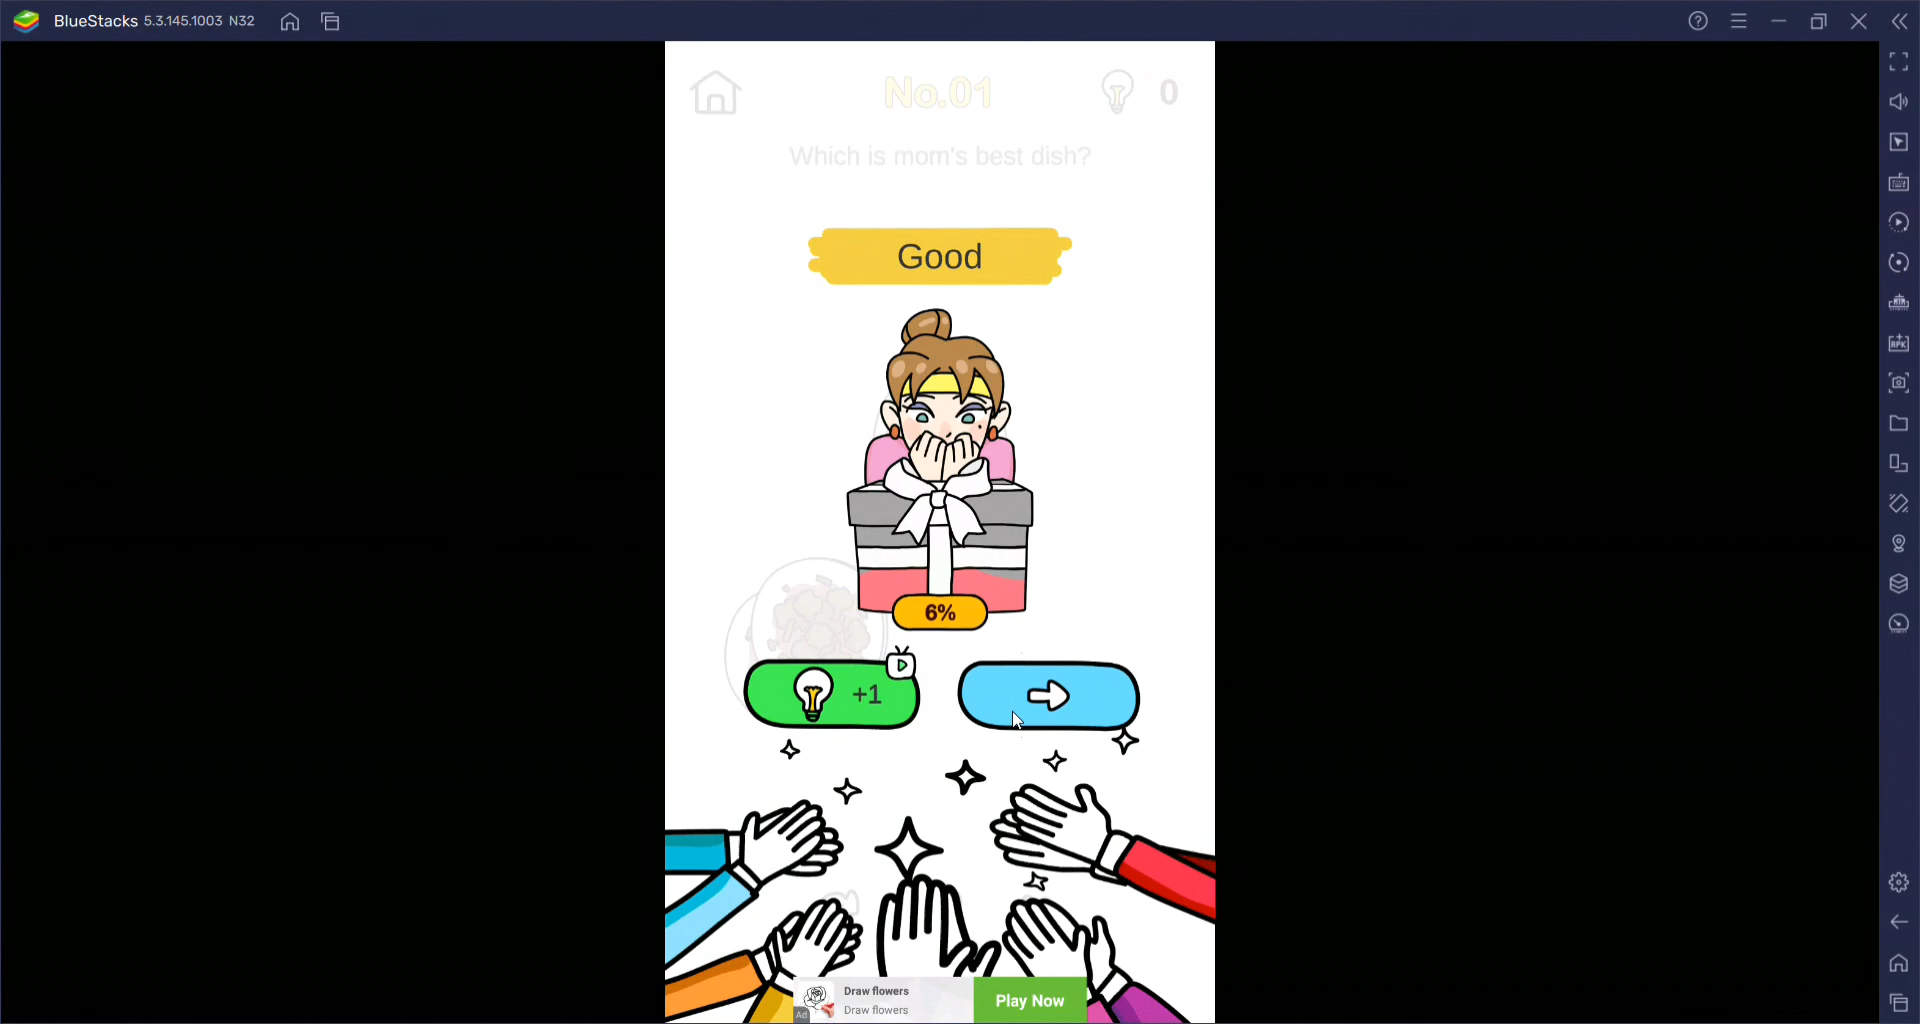 BlueStacks 5.3.145.1003 N32
No.01
0
Which is mom's best dish?
Good
6%
+1
Draw flowers
Draw flowers
Ad
Play Now